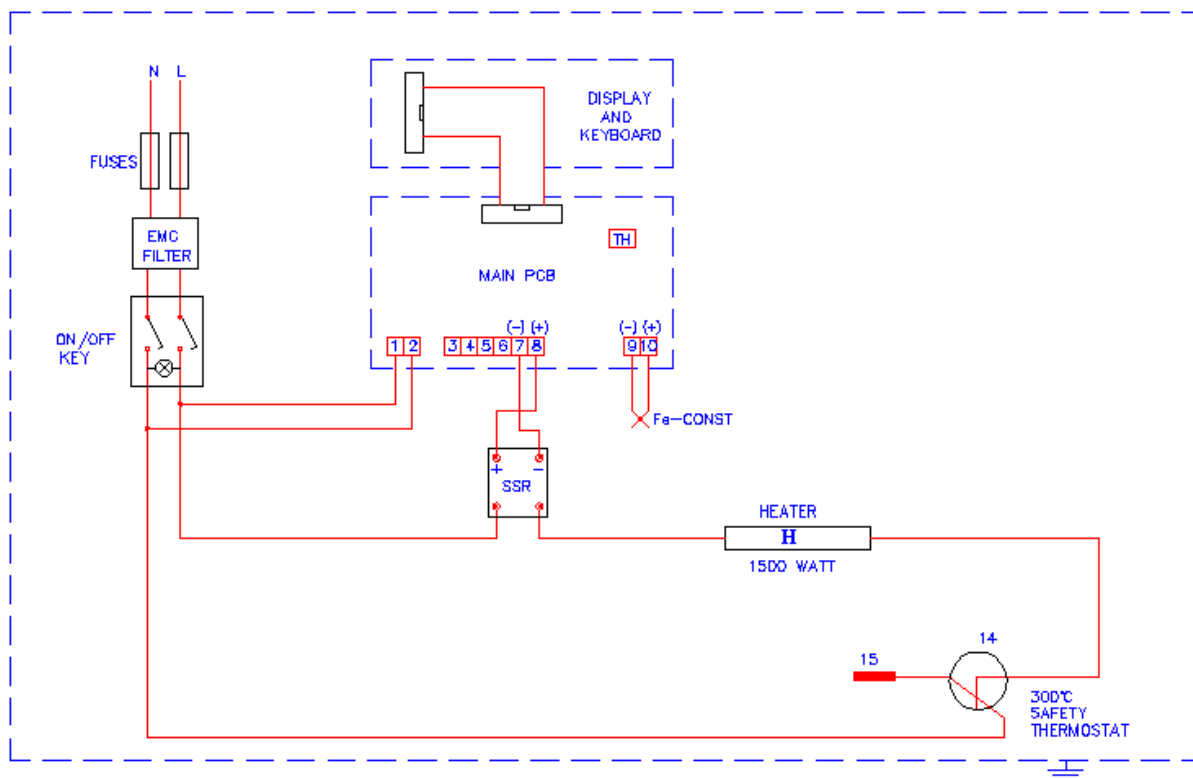 N L
FUSES
EMC
FILTER
ON/OFF
KEY
DISPLAY
AND
KEYBOARD
TH
MAIN PCB
(-) (+)
(-) (+)
1 2
3 4 5 6 7 8
9 10
Fe-CONST
+ -
SSR
HEATER
H
1500 WATT
14
15
300°C
SAFETY
THERMOSTAT